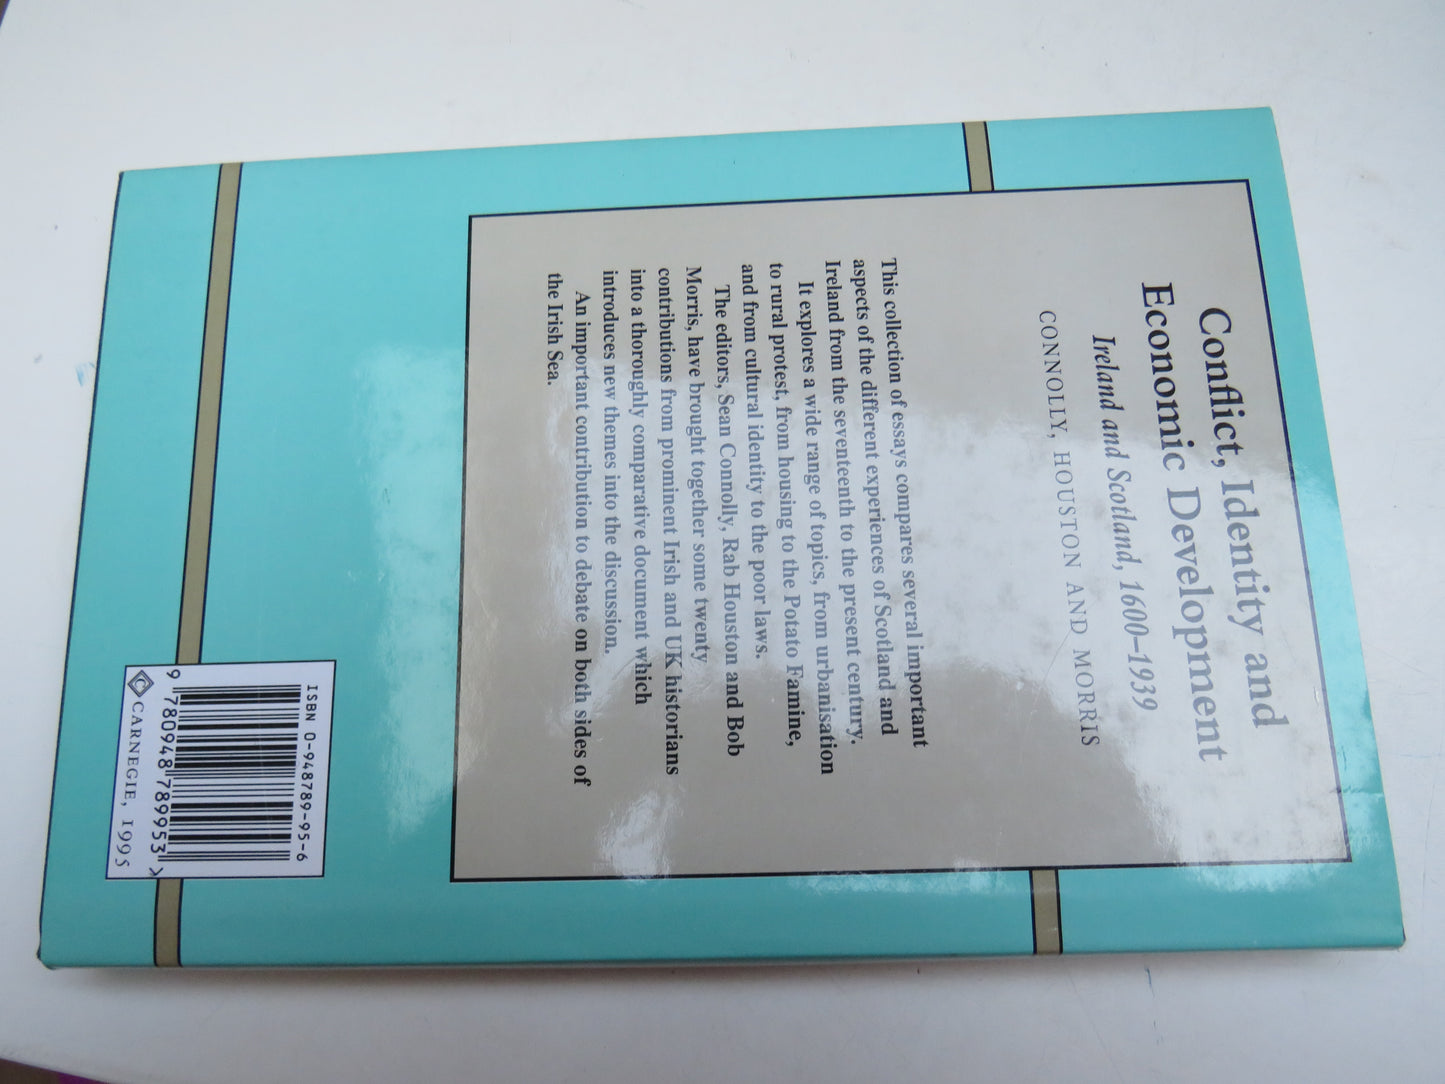 Conflict, Identity and
Economic Development
Ireland and Scotland, 1600–1939
CONNOLLY, HOUSTON AND MORRIS
This collection of essays compares several important
aspects of the different experiences of Scotland and
Ireland from the seventeenth to the present century.
It explores a wide range of topics, from urbanisation
to rural protest, from housing to the Potato Famine,
and from cultural identity to the poor laws.
The editors, Sean Connolly, Rab Houston and Bob
Morris, have brought together some twenty
contributions from prominent Irish and UK historians
into a thoroughly comparative document which
introduces new themes into the discussion.
An important contribution to debate on both sides of
the Irish Sea.
ISBN 0-948789-95-6
9 780948 789953 >
© CARNEGIE, 1995